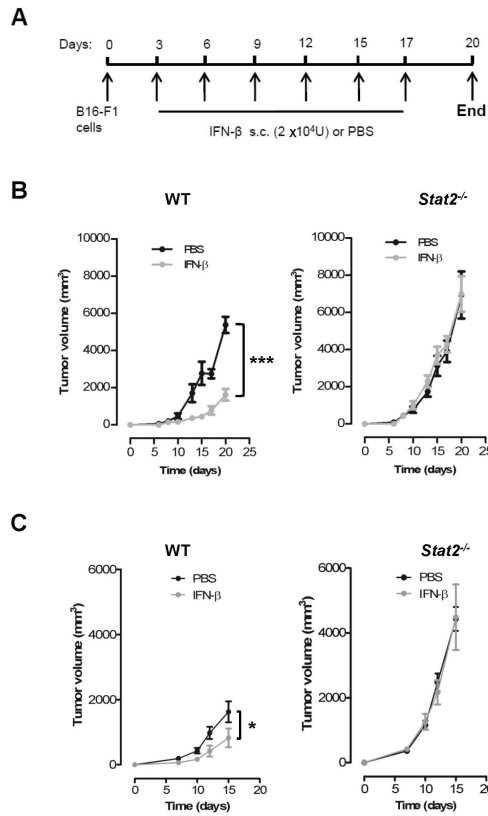 A
Days: 0 3 6 9 12 15 17 20
B16-F1
cells
IFN-β s.c. (2 x10⁴U) or PBS
End
B
WT
Stat2⁻/⁻
10000
8000
6000
4000
2000
0
Tumor volume (mm³)
PBS
IFN-β
***
0 5 10 15 20 25
Time (days)
10000
8000
6000
4000
2000
0
Tumor volume (mm³)
PBS
IFN-β
0 5 10 15 20 25
Time (days)
C
WT
Stat2⁻/⁻
6000
4000
2000
0
Tumor volume (mm³)
PBS
IFN-β
*
0 5 10 15 20
Time (days)
6000
4000
2000
0
Tumor volume (mm³)
PBS
IFN-β
0 5 10 15 20
Time (days)